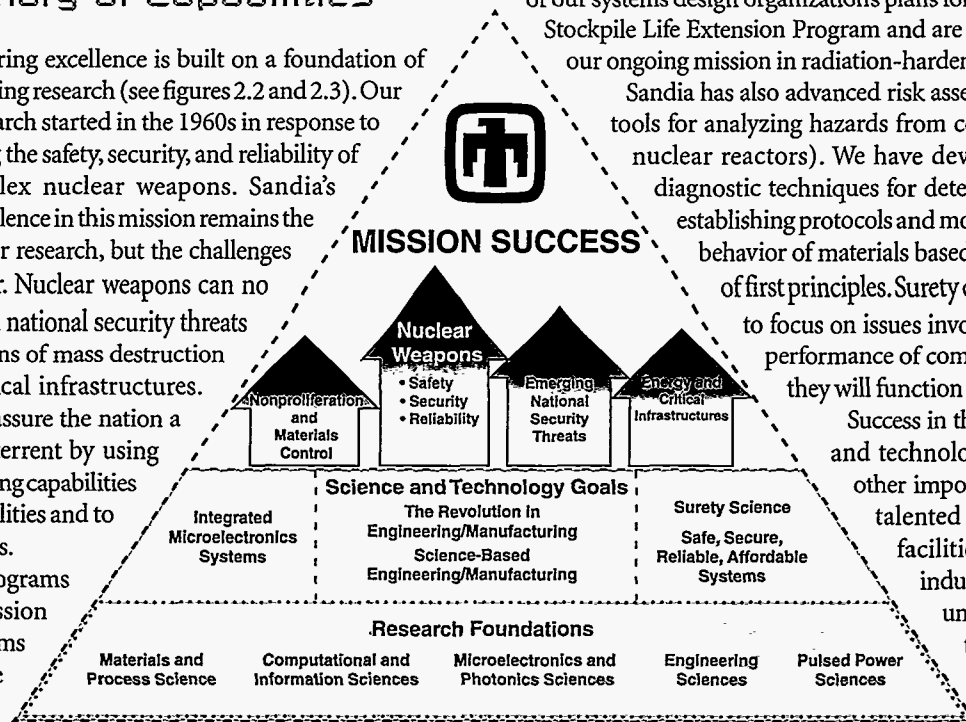 of Capabilities
ring excellence is built on a foundation of
ing research (see figures 2.2 and 2.3). Our
arch started in the 1960s in response to
g the safety, security, and reliability of
lex nuclear weapons. Sandia's
llence in this mission remains the
r research, but the challenges
r. Nuclear weapons can no
national security threats
ns of mass destruction
ical infrastructures.
assure the nation a
terrent by using
ng capabilities
lities and to
s.
ograms
ssion
ms
e
MISSION SUCCESS
Nonproliferation
and
Materials
Control
Nuclear
Weapons
• Safety
• Security
• Reliability
Emerging
National
Security
Threats
Energy and
Critical
Infrastructures
Science and Technology Goals
Integrated
Microelectronics
Systems
The Revolution in
Engineering/Manufacturing
Science-Based
Engineering/Manufacturing
Surety Science
Safe, Secure,
Reliable, Affordable
Systems
Research Foundations
Materials and
Process Science
Computational and
Information Sciences
Microelectronics and
Photonics Sciences
Engineering
Sciences
Pulsed Power
Sciences
of our systems design organizations plans for
Stockpile Life Extension Program and are
our ongoing mission in radiation-harden
Sandia has also advanced risk asse
tools for analyzing hazards from c
nuclear reactors). We have dev
diagnostic techniques for dete
establishing protocols and mo
behavior of materials based
of first principles. Surety
to focus on issues invo
performance of com
they will function
Success in th
and technolo
other impo
talented
faciliti
indu
un